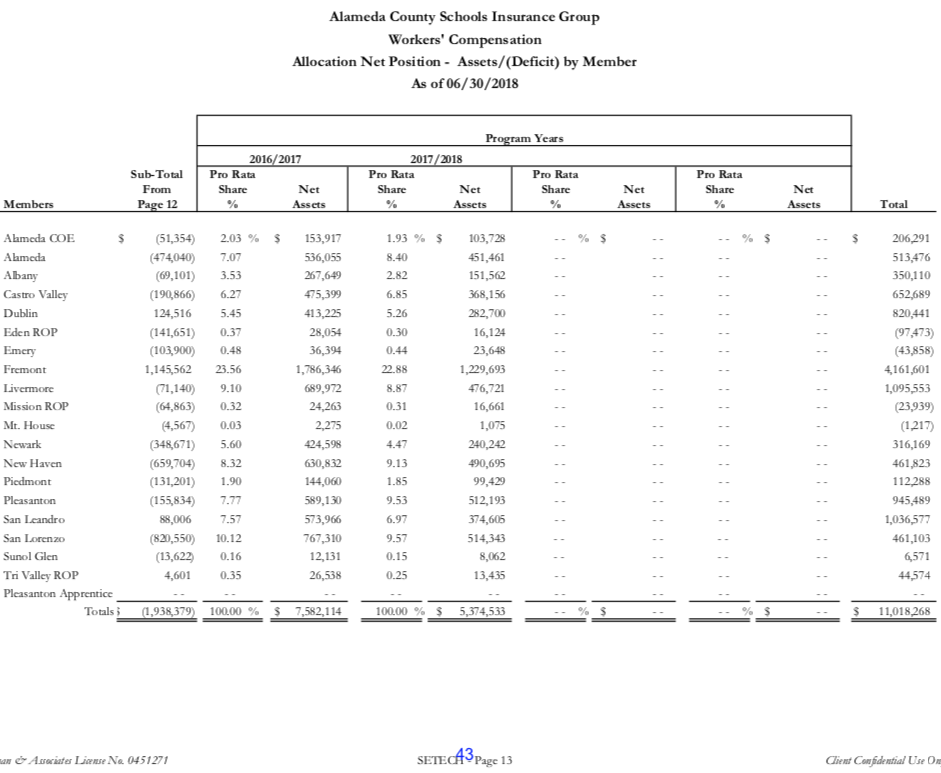 Alameda County Schools Insurance Group
Workers' Compensation
Allocation Net Position - Assets/(Deficit) by Member
As of 06/30/2018
Program Years
2016/2017 2017/2018
Sub-Total Pro Rata Pro Rata Pro Rata Pro Rata
From Share Net Share Net Share Net Share Net
Members Page 12 % Assets % Assets % Assets % Assets Total
Alameda COE $ (51,354) 2.03 % $ 153,917 1.93 % $ 103,728 - - % $ - - - - % $ - - $ 206,291
Alameda (474,040) 7.07 536,055 8.40 451,461 - - - - - - - - 513,476
Albany (69,101) 3.53 267,649 2.82 151,562 - - - - - - - - 350,110
Castro Valley (190,866) 6.27 475,399 6.85 368,156 - - - - - - - - 652,689
Dublin 124,516 5.45 413,225 5.26 282,700 - - - - - - - - 820,441
Eden ROP (141,651) 0.37 28,054 0.30 16,124 - - - - - - - - (97,473)
Emery (103,900) 0.48 36,394 0.44 23,648 - - - - - - - - (43,858)
Fremont 1,145,562 23.56 1,786,346 22.88 1,229,693 - - - - - - - - 4,161,601
Livermore (71,140) 9.10 689,972 8.87 476,721 - - - - - - - - 1,095,553
Mission ROP (64,863) 0.32 24,263 0.31 16,661 - - - - - - - - (23,939)
Mt. House (4,567) 0.03 2,275 0.02 1,075 - - - - - - - - (1,217)
Newark (348,671) 5.60 424,598 4.47 240,242 - - - - - - - - 316,169
New Haven (659,704) 8.32 630,832 9.13 490,695 - - - - - - - - 461,823
Piedmont (131,201) 1.90 144,060 1.85 99,429 - - - - - - - - 112,288
Pleasanton (155,834) 7.77 589,130 9.53 512,193 - - - - - - - - 945,489
San Leandro 88,006 7.57 573,966 6.97 374,605 - - - - - - - - 1,036,577
San Lorenzo (820,550) 10.12 767,310 9.57 514,343 - - - - - - - - 461,103
Sunol Glen (13,622) 0.16 12,131 0.15 8,062 - - - - - - - - 6,571
Tri Valley ROP 4,601 0.35 26,538 0.25 13,435 - - - - - - - - 44,574
Pleasanton Apprentice - - - - - - - - - - - - - - - - - - - -
Totals $ (1,938,379) 100.00 % $ 7,582,114 100.00 % $ 5,374,533 - - % $ - - - - % $ - - $ 11,018,268
& Associates License No. 0451271 43 Page 13 Client Confidential Use